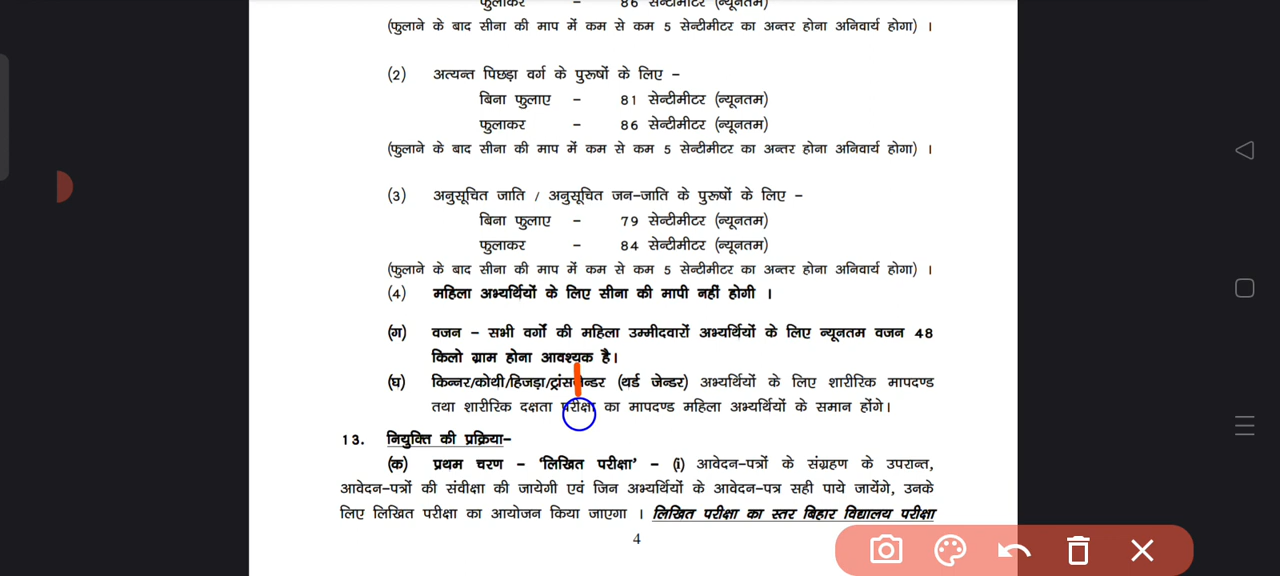 फुलाकर - 86 सेन्टीमीटर (न्यूनतम)
(फुलाने के बाद सीना की माप में कम से कम 5 सेन्टीमीटर का अन्तर होना अनिवार्य होगा) ।
(2) अत्यन्त पिछड़ा वर्ग के पुरूषों के लिए -
बिना फुलाए - 81 सेन्टीमीटर (न्यूनतम)
फुलाकर - 86 सेन्टीमीटर (न्यूनतम)
(फुलाने के बाद सीना की माप में कम से कम 5 सेन्टीमीटर का अन्तर होना अनिवार्य होगा) ।
(3) अनुसूचित जाति / अनुसूचित जन-जाति के पुरूषों के लिए -
बिना फुलाए - 79 सेन्टीमीटर (न्यूनतम)
फुलाकर - 84 सेन्टीमीटर (न्यूनतम)
(फुलाने के बाद सीना की माप में कम से कम 5 सेन्टीमीटर का अन्तर होना अनिवार्य होगा) ।
(4) महिला अभ्यर्थियों के लिए सीना की मापी नहीं होगी ।
(ग) वजन - सभी वर्गों की महिला उम्मीदवारों अभ्यर्थियों के लिए न्यूनतम वजन 48
किलो ग्राम होना आवश्यक है।
(घ) किन्नर/कोथी/हिजड़ा/ट्रांसजेन्डर (थर्ड जेन्डर) अभ्यर्थियों के लिए शारीरिक मापदण्ड
तथा शारीरिक दक्षता परीक्षा का मापदण्ड महिला अभ्यर्थियों के समान होंगे।
13. नियुक्ति की प्रक्रिया-
(क) प्रथम चरण - ‘लिखित परीक्षा’ - (i) आवेदन-पत्रों के संग्रहण के उपरान्त,
आवेदन-पत्रों की संवीक्षा की जायेगी एवं जिन अभ्यर्थियों के आवेदन-पत्र सही पाये जायेंगे, उनके
लिए लिखित परीक्षा का आयोजन किया जाएगा । लिखित परीक्षा का स्तर बिहार विद्यालय परीक्षा
4